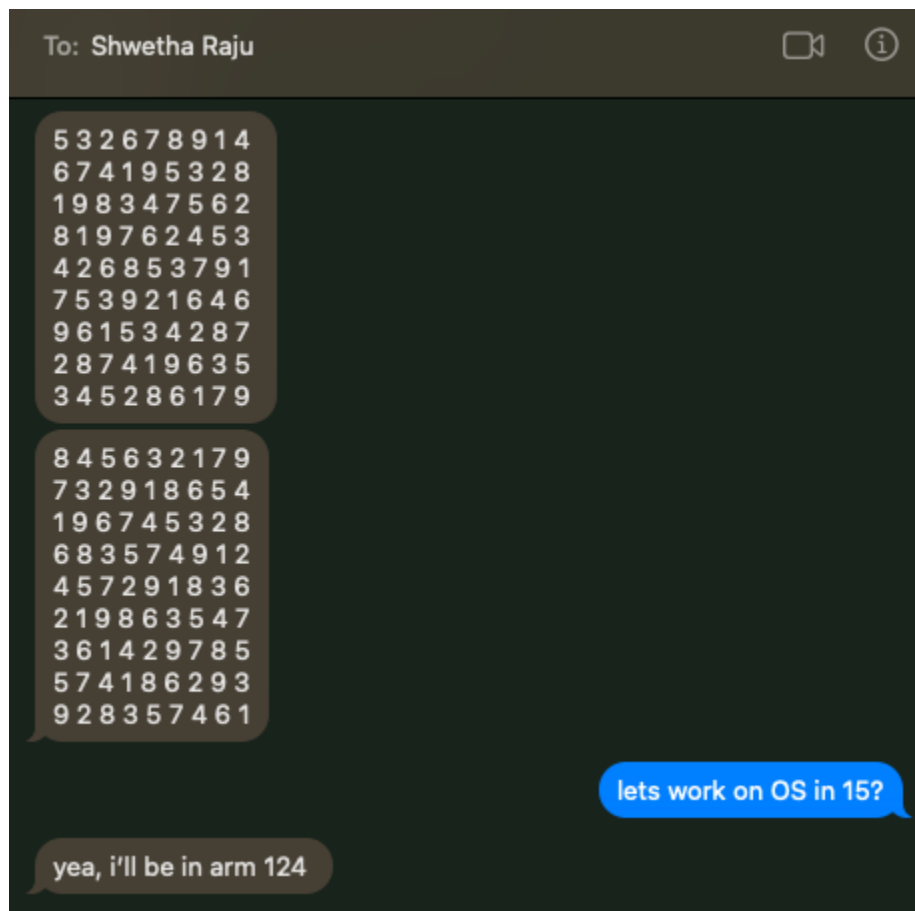 To: Shwetha Raju
5 3 2 6 7 8 9 1 4
6 7 4 1 9 5 3 2 8
1 9 8 3 4 7 5 6 2
8 1 9 7 6 2 4 5 3
4 2 6 8 5 3 7 9 1
7 5 3 9 2 1 6 4 6
9 6 1 5 3 4 2 8 7
2 8 7 4 1 9 6 3 5
3 4 5 2 8 6 1 7 9
8 4 5 6 3 2 1 7 9
7 3 2 9 1 8 6 5 4
1 9 6 7 4 5 3 2 8
6 8 3 5 7 4 9 1 2
4 5 7 2 9 1 8 3 6
2 1 9 8 6 3 5 4 7
3 6 1 4 2 9 7 8 5
5 7 4 1 8 6 2 9 3
9 2 8 3 5 7 4 6 1
lets work on OS in 15?
yea, i'll be in arm 124